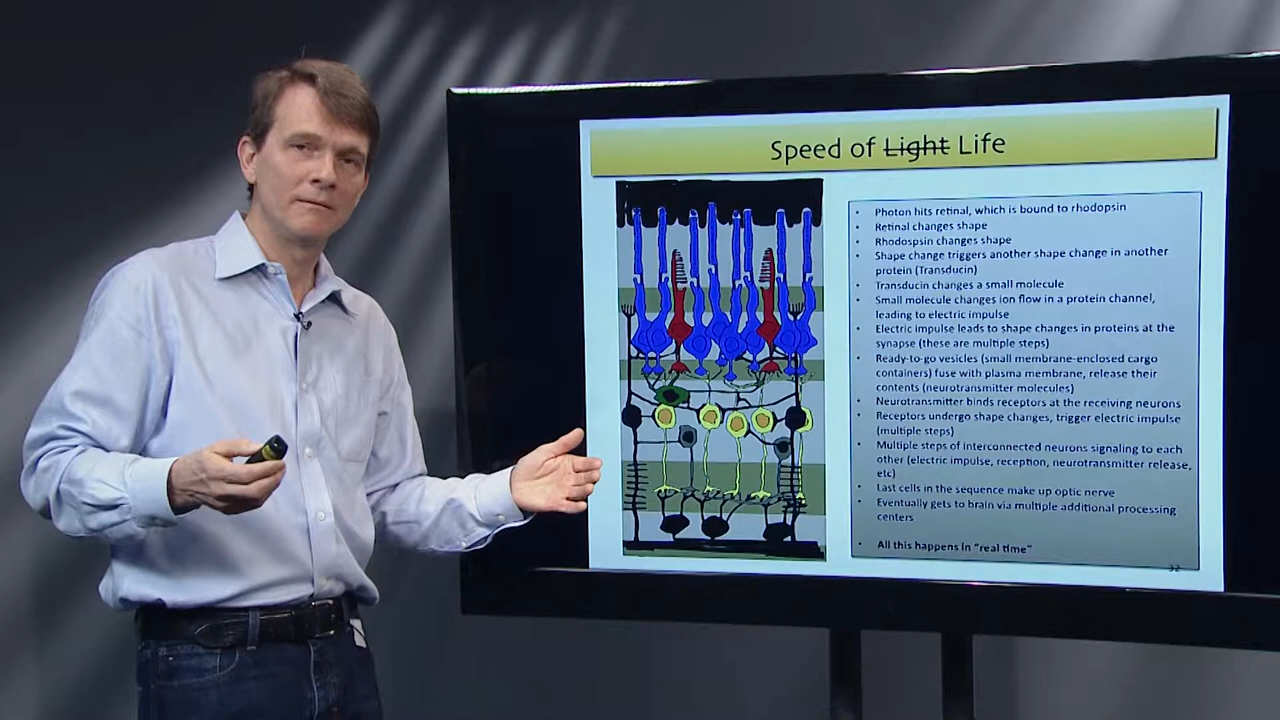 Speed of Light Life
• Photon hits retinal, which is bound to rhodopsin
• Retinal changes shape
• Rhodospsin changes shape
• Shape change triggers another shape change in another
protein (Transducin)
• Transducin changes a small molecule
• Small molecule changes ion flow in a protein channel,
leading to electric impulse
• Electric impulse leads to shape changes in proteins at the
synapse (these are multiple steps)
• Ready-to-go vesicles (small membrane-enclosed cargo
containers) fuse with plasma membrane, release their
contents (neurotransmitter molecules)
• Neurotransmitter binds receptors at the receiving neurons
• Receptors undergo shape changes, trigger electric impulse
(multiple steps)
• Multiple steps of interconnected neurons signaling to each
other (electric impulse, reception, neurotransmitter release,
etc)
• Last cells in the sequence make up optic nerve
• Eventually gets to brain via multiple additional processing
centers
• All this happens in "real time"
32